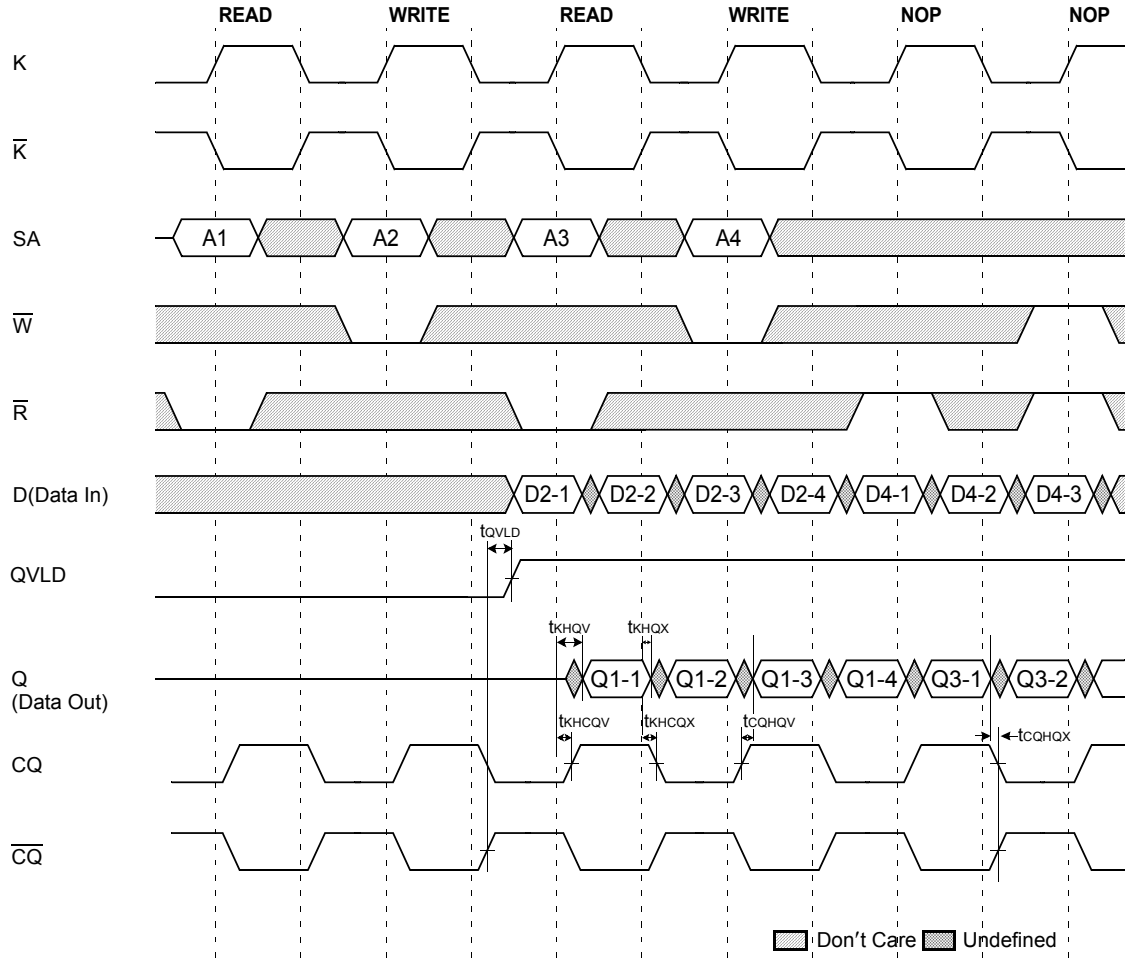 READ WRITE READ WRITE NOP NOP
K
K̅
SA A1 A2 A3 A4
W̅
R̅
D(Data In) D2-1 D2-2 D2-3 D2-4 D4-1 D4-2 D4-3
tQVLD
QVLD
tKHQV tKHQX
Q
(Data Out) Q1-1 Q1-2 Q1-3 Q1-4 Q3-1 Q3-2
tKHCQV tKHCQX tCQHQV tCQHQX
CQ
C̅Q̅
Don't Care Undefined